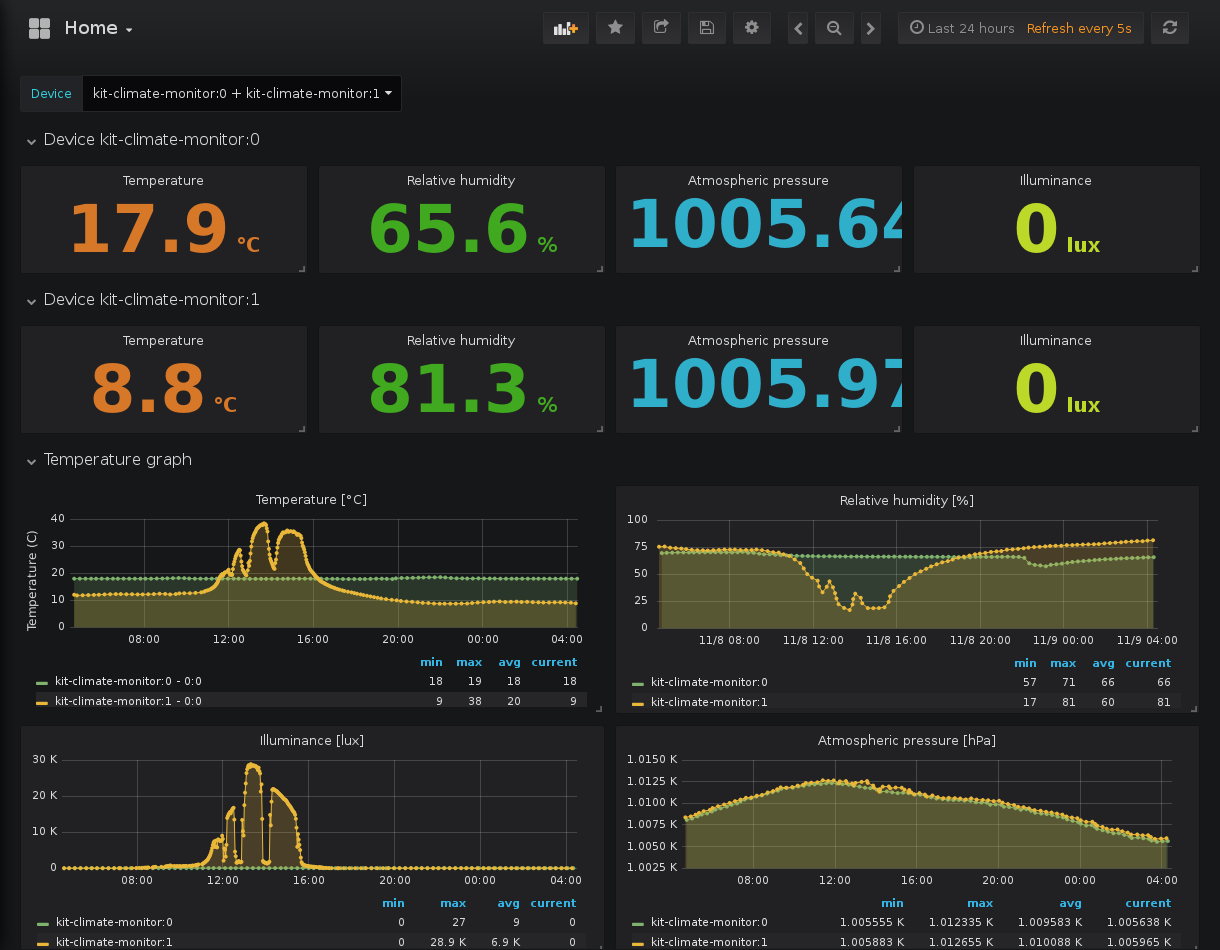 Home
Last 24 hours Refresh every 5s
Device kit-climate-monitor:0 + kit-climate-monitor:1
Device kit-climate-monitor:0
Temperature Relative humidity Atmospheric pressure Illuminance
17.9 °C 65.6 % 1005.64 0 lux
Device kit-climate-monitor:1
Temperature Relative humidity Atmospheric pressure Illuminance
8.8 °C 81.3 % 1005.97 0 lux
Temperature graph
Temperature [°C]
Temperature (C)
40
30
20
10
0
08:00 12:00 16:00 20:00 00:00 04:00
min max avg current
kit-climate-monitor:0 - 0:0 18 19 18 18
kit-climate-monitor:1 - 0:0 9 38 20 9
Relative humidity [%]
100
75
50
25
0
11/8 08:00 11/8 12:00 11/8 16:00 11/8 20:00 11/9 00:00 11/9 04:00
min max avg current
kit-climate-monitor:0 57 71 66 66
kit-climate-monitor:1 17 81 60 81
Illuminance [lux]
30 K
20 K
10 K
0
08:00 12:00 16:00 20:00 00:00 04:00
min max avg current
kit-climate-monitor:0 0 27 9 0
kit-climate-monitor:1 0 28.9 K 6.9 K 0
Atmospheric pressure [hPa]
1.0150 K
1.0125 K
1.0100 K
1.0075 K
1.0050 K
1.0025 K
08:00 12:00 16:00 20:00 00:00 04:00
min max avg current
kit-climate-monitor:0 1.005555 K 1.012335 K 1.009583 K 1.005638 K
kit-climate-monitor:1 1.005883 K 1.012655 K 1.010088 K 1.005965 K